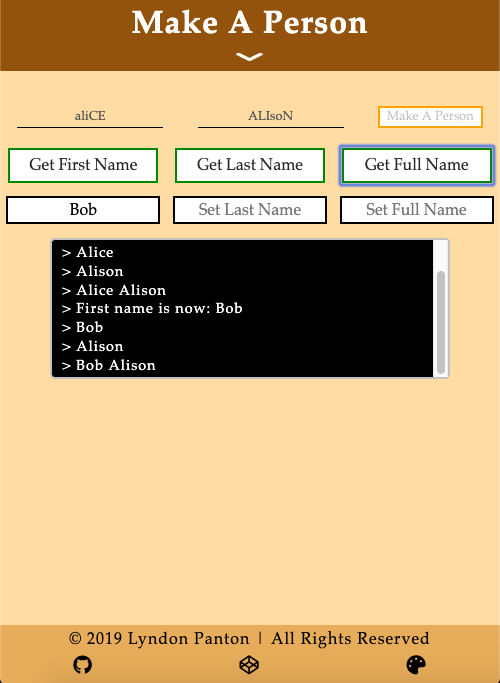 Make A Person
aliCE ALIsoN Make A Person
Get First Name Get Last Name Get Full Name
Bob Set Last Name Set Full Name
> Alice
> Alison
> Alice Alison
> First name is now: Bob
> Bob
> Alison
> Bob Alison
© 2019 Lyndon Panton | All Rights Reserved